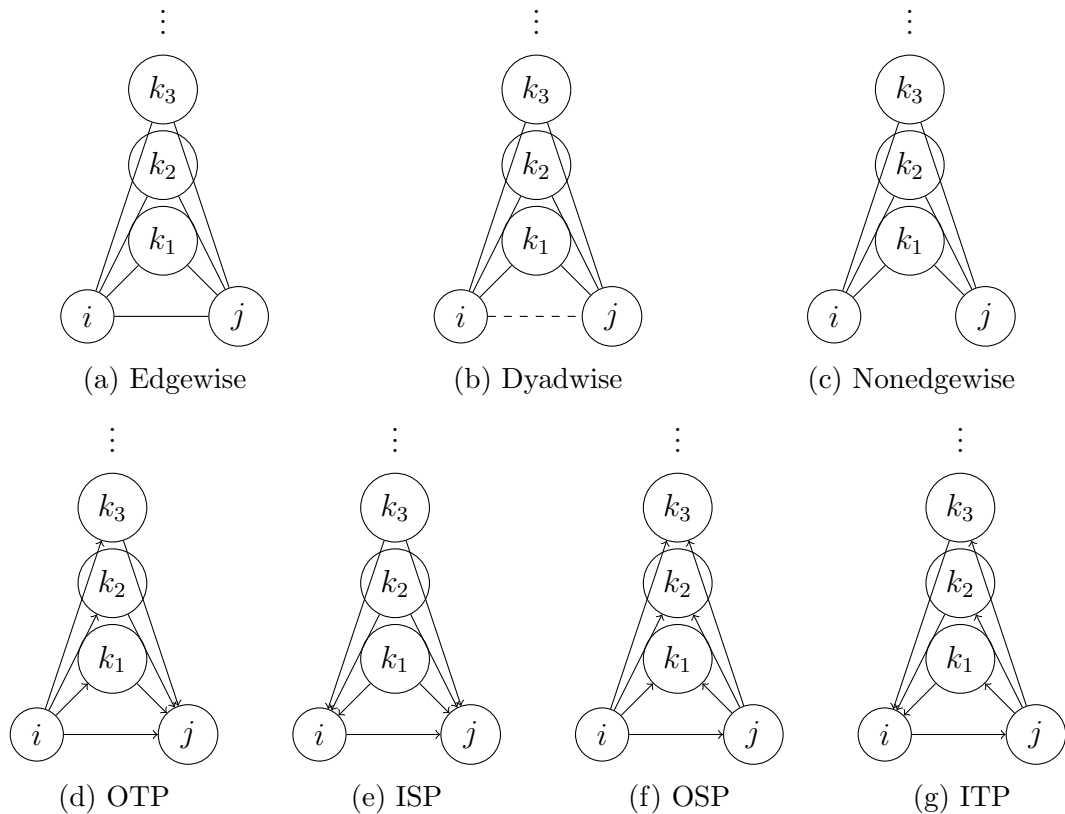 ⋮ ⋮ ⋮
k₃ k₃ k₃
k₂ k₂ k₂
k₁ k₁ k₁
i j i j i j
(a) Edgewise (b) Dyadwise (c) Nonedgewise
⋮ ⋮ ⋮ ⋮
k₃ k₃ k₃ k₃
k₂ k₂ k₂ k₂
k₁ k₁ k₁ k₁
i j i j i j i j
(d) OTP (e) ISP (f) OSP (g) ITP